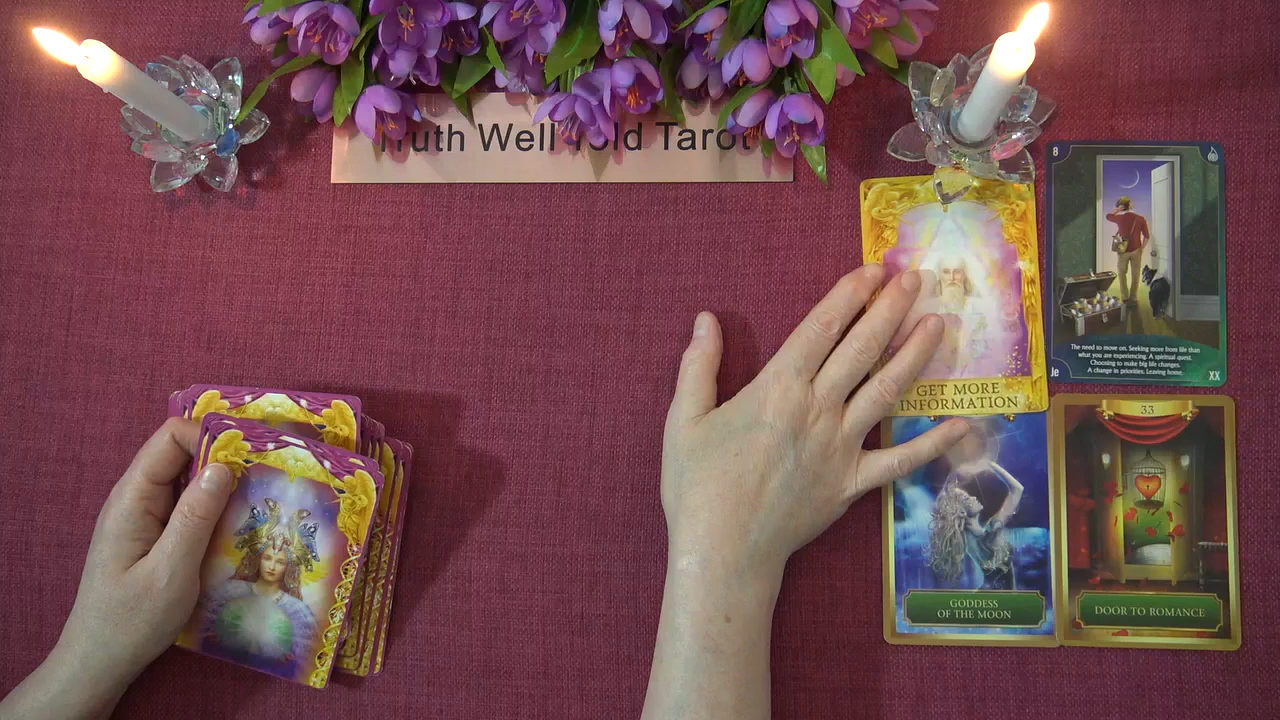 Truth Well Told Tarot
8
The need to move on. Seeking more from life than
what you are experiencing. A spiritual quest.
Choosing to make big life changes.
A change in priorities. Leaving home.
Je
XX
GET MORE
INFORMATION
33
GODDESS
OF THE MOON
DOOR TO ROMANCE